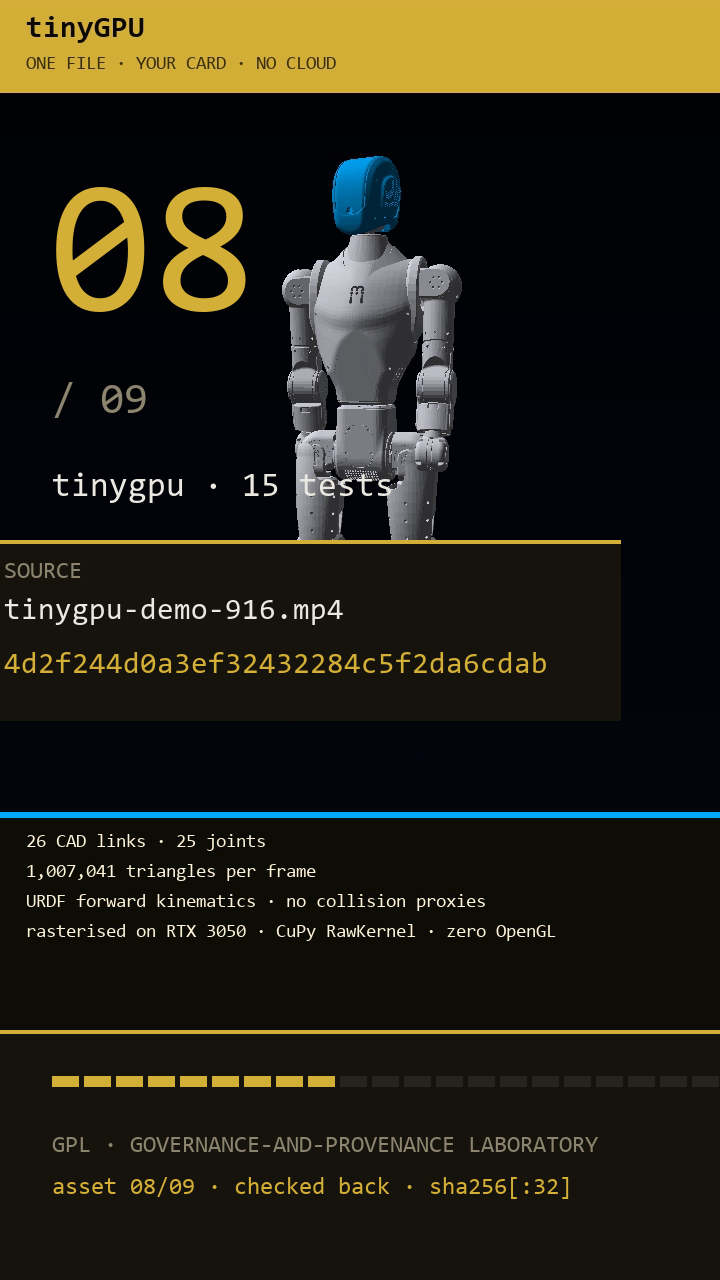 tinyGPU
ONE FILE · YOUR CARD · NO CLOUD
08
/ 09
tinygpu · 15 tests
SOURCE
tinygpu-demo-916.mp4
4d2f244d0a3ef32432284c5f2da6cdab
26 CAD links · 25 joints
1,007,041 triangles per frame
URDF forward kinematics · no collision proxies
rasterised on RTX 3050 · CuPy RawKernel · zero OpenGL
GPL · GOVERNANCE-AND-PROVENANCE LABORATORY
asset 08/09 · checked back · sha256[:32]